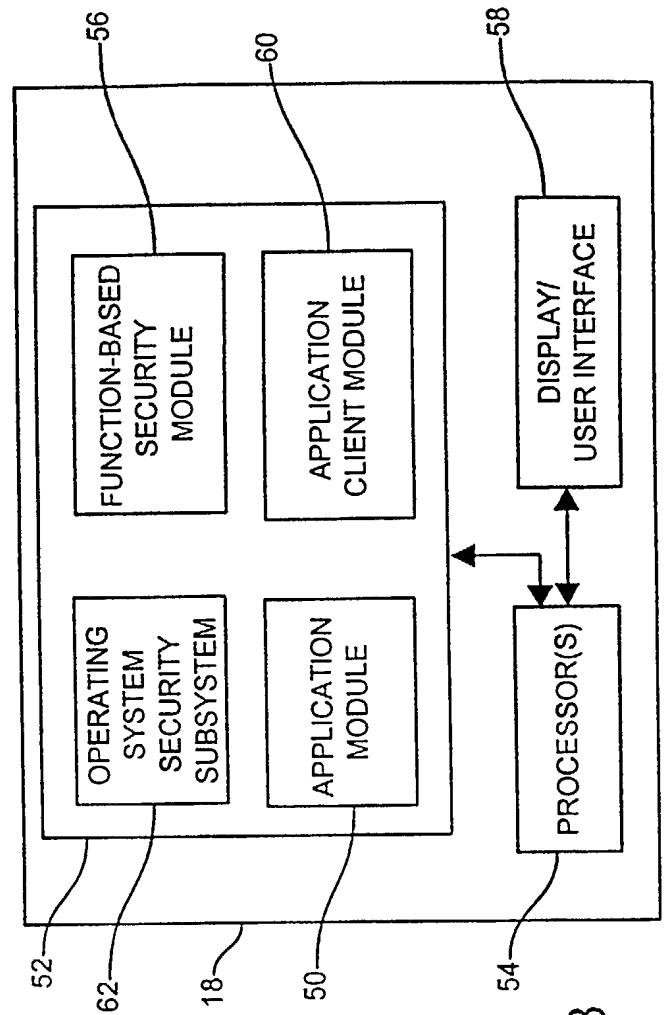 52
62
18
50
54
56
60
58
OPERATING
SYSTEM
SECURITY
SUBSYSTEM
FUNCTION-BASED
SECURITY
MODULE
APPLICATION
MODULE
APPLICATION
CLIENT MODULE
PROCESSOR(S)
DISPLAY/
USER INTERFACE